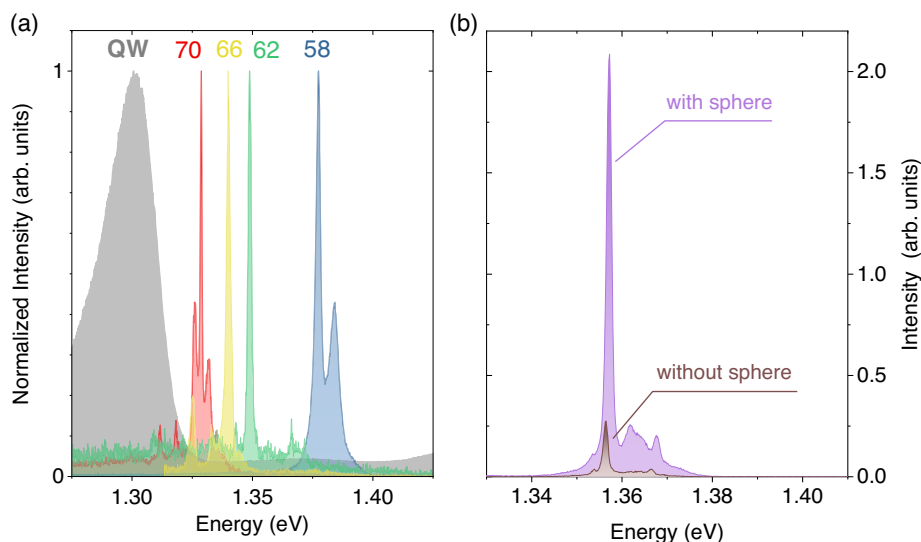 (a)
QW 70 66 62 58
1
0
Normalized Intensity (arb. units)
1.30 1.35 1.40
Energy (eV)
(b)
with sphere
without sphere
2.0
1.5
1.0
0.5
0.0
Intensity (arb. units)
1.34 1.36 1.38 1.40
Energy (eV)